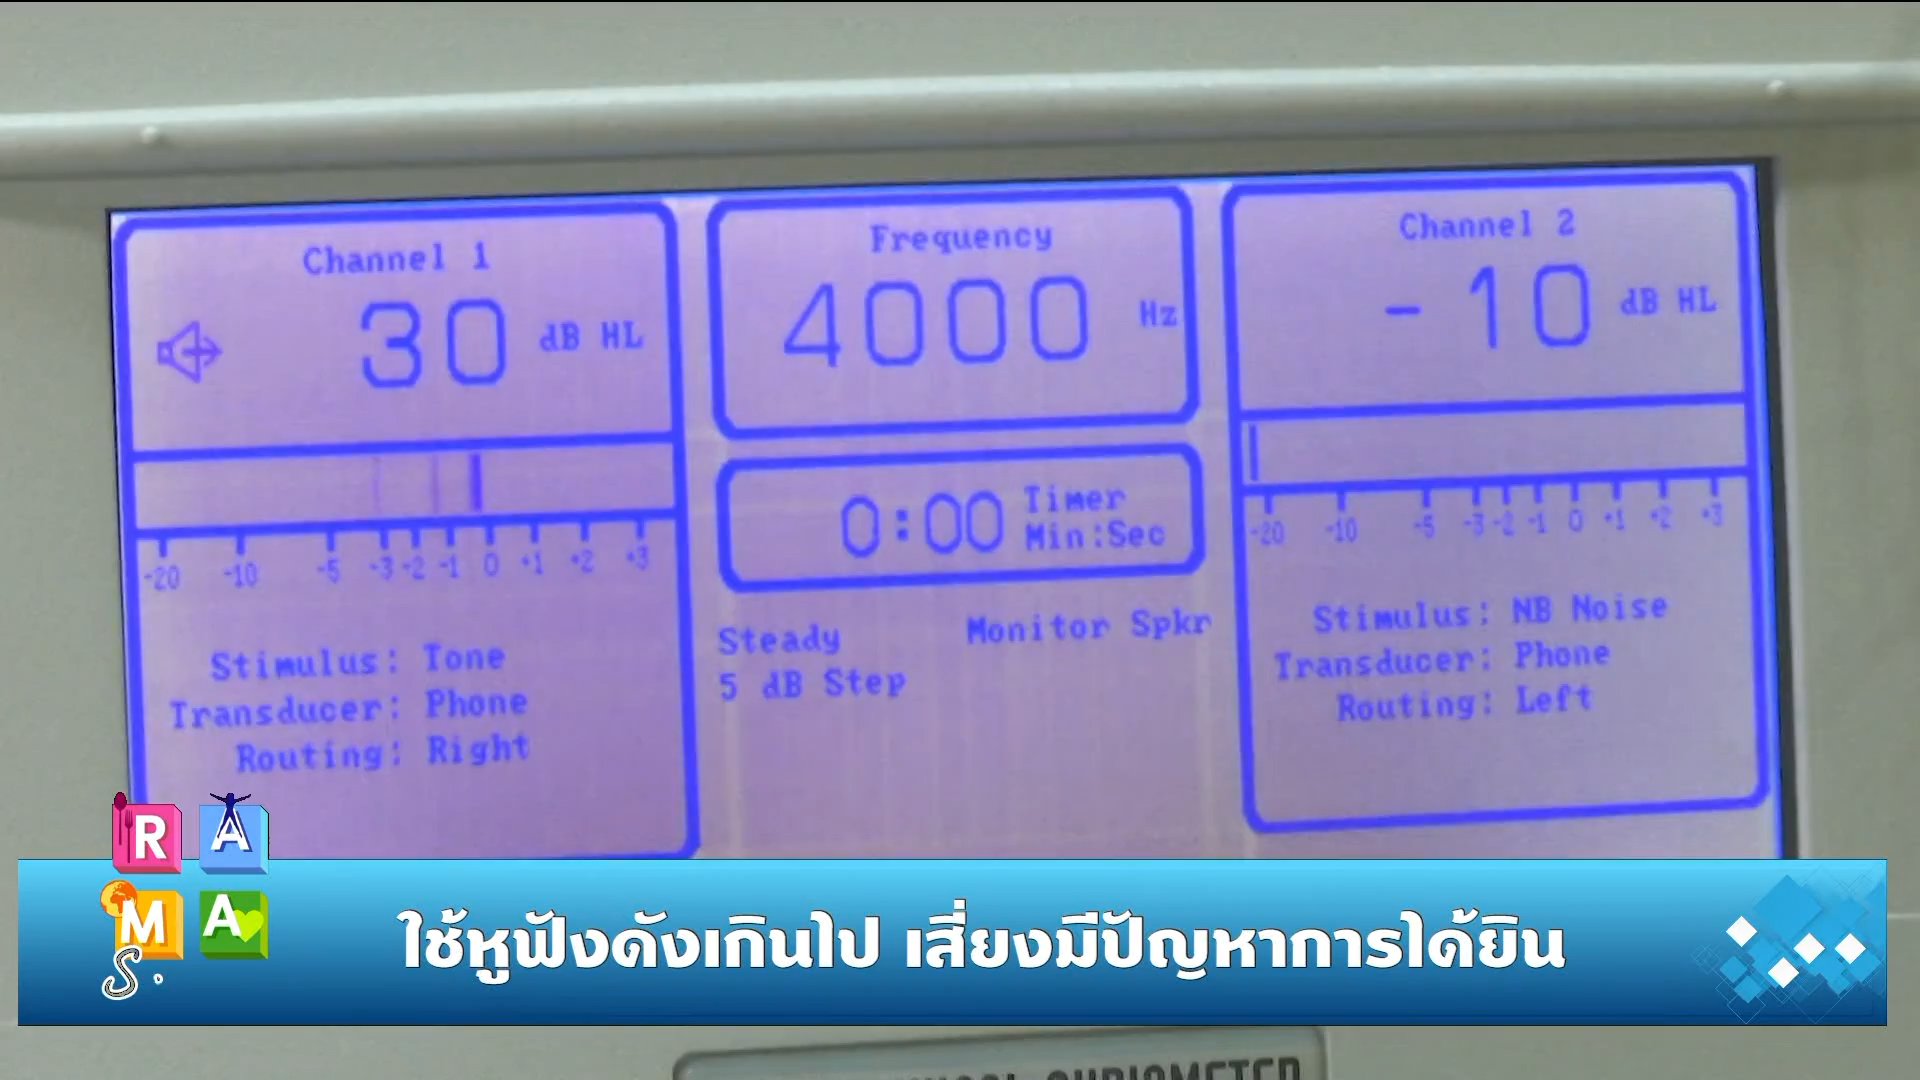 Channel 1
30 dB HL
-20 -10 -5 -3 -2 -1 0 +1 +2 +3
Stimulus: Tone
Transducer: Phone
Routing: Right
Frequency
4000 Hz
0:00 Timer
Min:Sec
Steady
Monitor Spkr
5 dB Step
Channel 2
-10 dB HL
-20 -10 -5 -3 -2 -1 0 +1 +2 +3
Stimulus: NB Noise
Transducer: Phone
Routing: Left
RAMA
ใช้หูฟังดังเกินไป เสี่ยงมีปัญหาการได้ยิน
AUDIOMETER